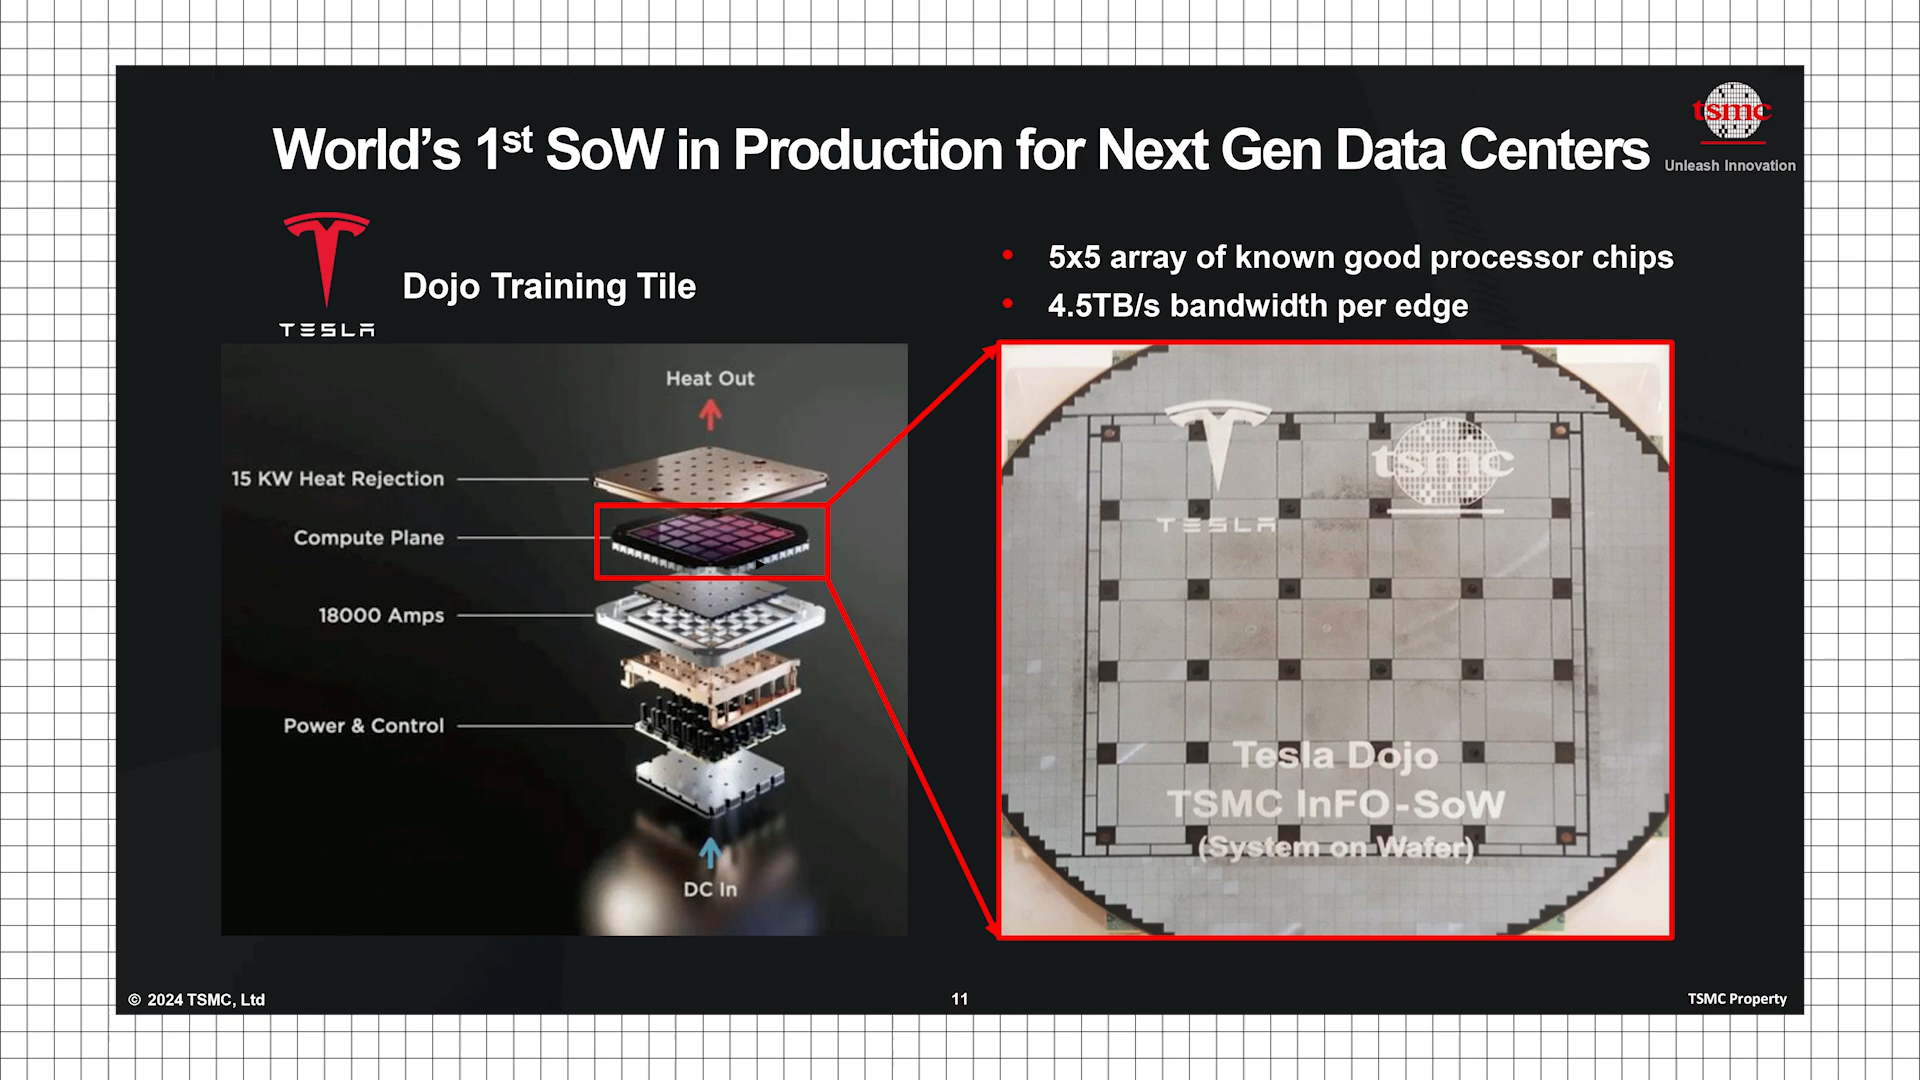 World's 1st SoW in Production for Next Gen Data Centers
tsmc
Unleash Innovation
TESLA
Dojo Training Tile
• 5x5 array of known good processor chips
• 4.5TB/s bandwidth per edge
Heat Out
15 KW Heat Rejection
Compute Plane
18000 Amps
Power & Control
DC In
TESLA
tsmc
Tesla Dojo
TSMC InFO-SoW
(System on Wafer)
© 2024 TSMC, Ltd
11
TSMC Property